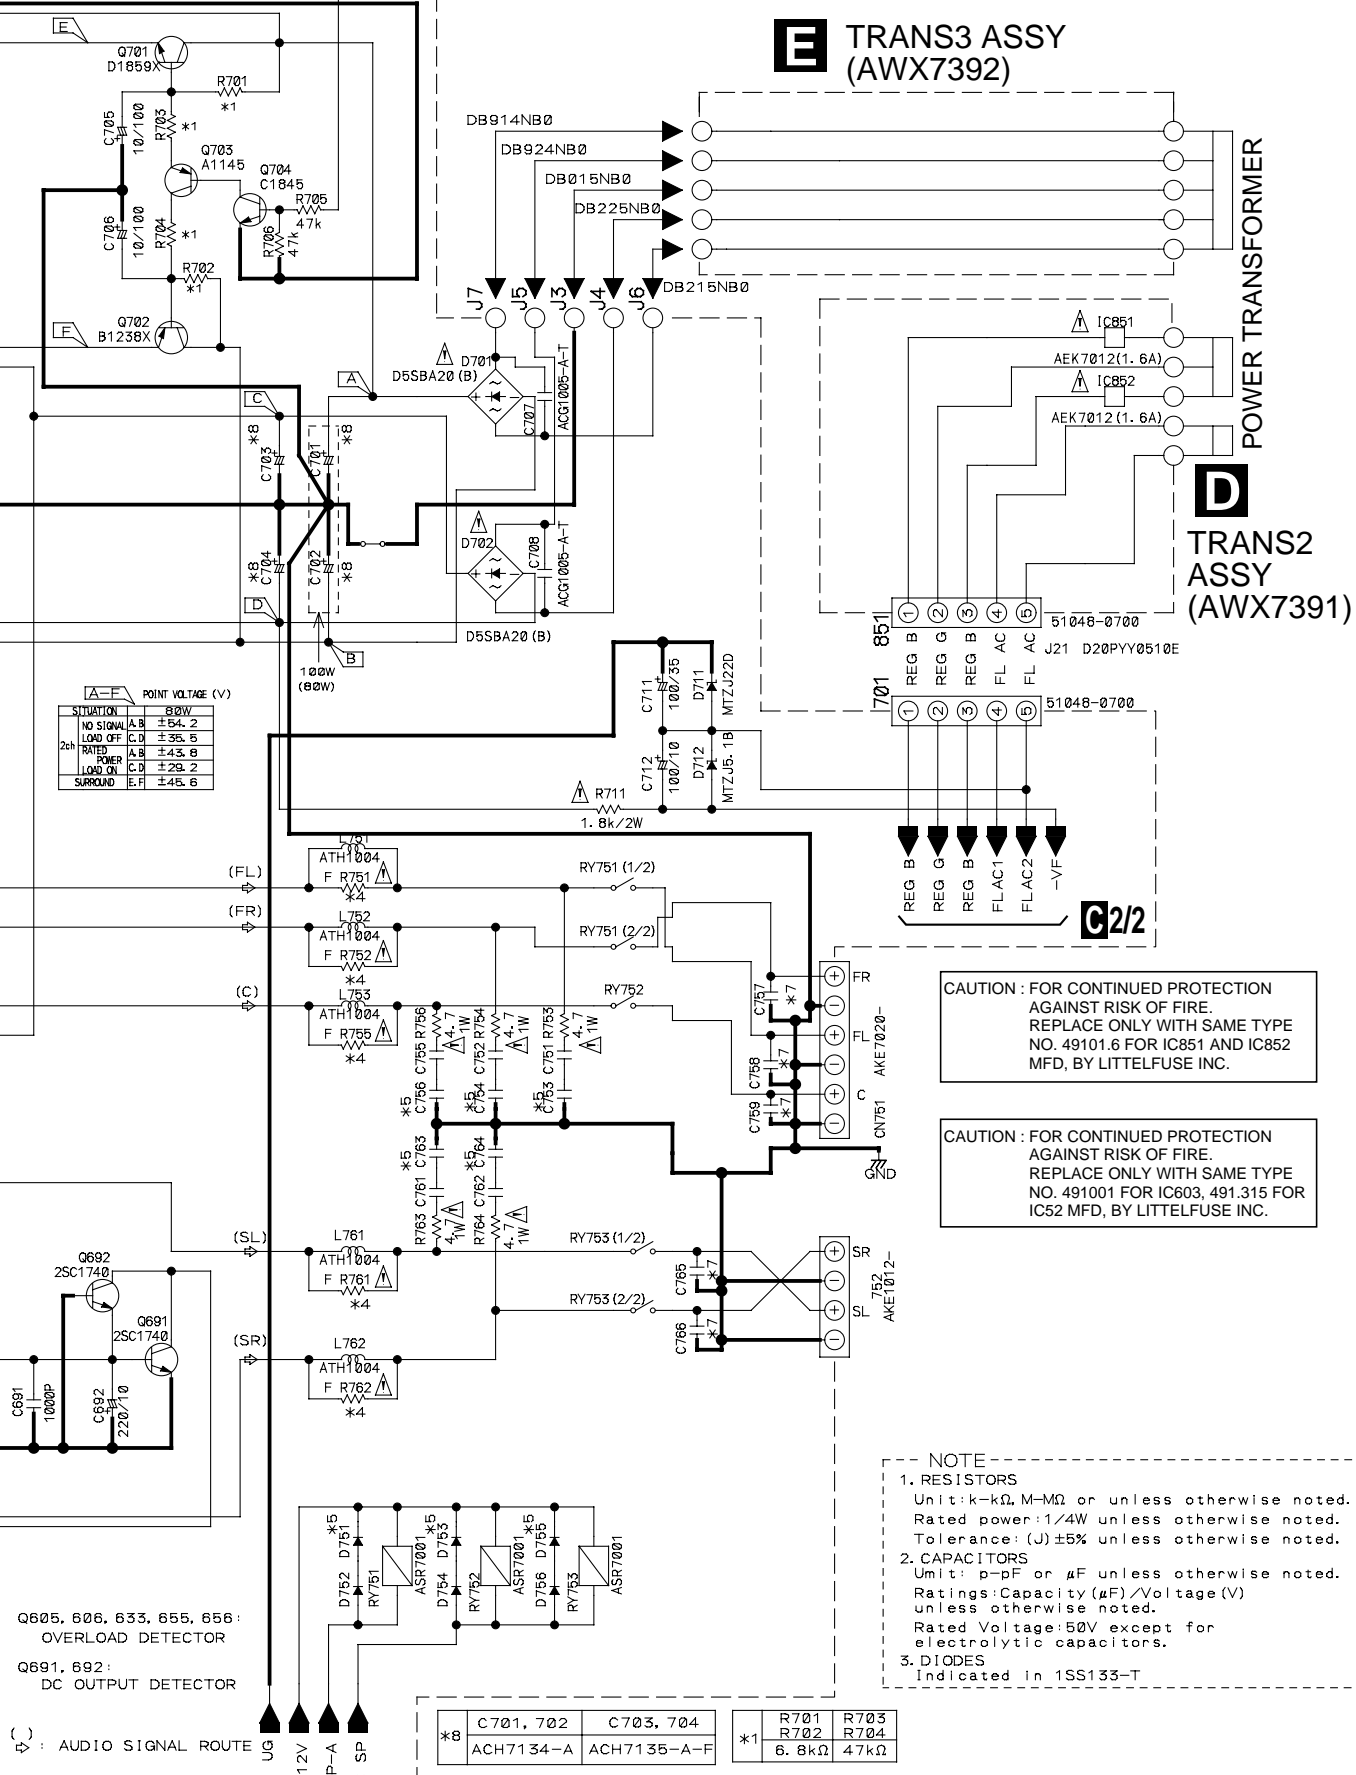 E
TRANS3 ASSY
(AWX7392)
E
Q701
D1859X
R701
*1
C705
10/100
R703
*1
Q703
A1145
Q704
C1845
R705
47k
R706
47k
C706
10/100
R704
*1
R702
*1
Q702
B1238X
F
DB914NB0
DB924NB0
DB015NB0
DB225NB0
DB215NB0
J7
J5
J3
J4
J6
POWER TRANSFORMER
IC851
AEK7012(1.6A)
IC852
AEK7012(1.6A)
D
TRANS2
ASSY
(AWX7391)
D701
D5SBA20(B)
C707
ACG1005-A-T
A
C
*8
C703
C701
*8
D702
C708
ACG1005-A-T
D5SBA20(B)
*8
C704
C702
*8
D
B
100W
(80W)
851
1 2 3 4 5
51048-0700
REG B
REG G
REG B
FL AC
FL AC
J21 D20PYY0510E
701
1 2 3 4 5
51048-0700
A-F POINT VOLTAGE (V)
SITUATION 80W
2ch
NO SIGNAL A.B ±54.2
LOAD OFF C.D ±35.5
RATED POWER A.B ±43.8
LOAD ON C.D ±29.2
SURROUND E.F ±45.6
C711
100/35
D711
MTZJ22D
C712
100/10
D712
MTZJ5.1B
R711
1.8k/2W
REG B
REG G
REG B
FLAC1
FLAC2
-VF
C 2/2
(FL)
L751
ATH1004
F R751
*4
RY751(1/2)
(FR)
L752
ATH1004
F R752
*4
RY751(2/2)
(C)
L753
ATH1004
F R755
*4
RY752
R756
4.7
1W
R754
4.7
1W
R753
4.7
1W
C755
C752
C751
*5
C756
*5
C754
*5
C753
*5
C763
*5
C764
C761
C762
R763
4.7
1W
R764
4.7
1W
C757
*7
C758
*7
C759
*7
FR
FL
C
AKE7020-
CN751
GND
CAUTION : FOR CONTINUED PROTECTION
AGAINST RISK OF FIRE.
REPLACE ONLY WITH SAME TYPE
NO. 49101.6 FOR IC851 AND IC852
MFD, BY LITTELFUSE INC.
CAUTION : FOR CONTINUED PROTECTION
AGAINST RISK OF FIRE.
REPLACE ONLY WITH SAME TYPE
NO. 491001 FOR IC603, 491.315 FOR
IC52 MFD, BY LITTELFUSE INC.
(SL)
L761
ATH1004
F R761
*4
RY753(1/2)
(SR)
L762
ATH1004
F R762
*4
RY753(2/2)
C765
*7
C766
*7
SR
SL
752
AKE1012-
Q692
2SC1740
Q691
2SC1740
C691
1000P
C692
220/10
*5
D751
D752
RY751
ASR7001
*5
D753
D754
RY752
ASR7001
*5
D755
D756
RY753
ASR7001
Q605, 606, 633, 655, 656:
OVERLOAD DETECTOR
Q691, 692:
DC OUTPUT DETECTOR
( ) : AUDIO SIGNAL ROUTE
UG
12V
P-A
SP
*8
C701, 702 C703, 704
ACH7134-A ACH7135-A-F
*1
R701 R703
R702 R704
6.8kΩ 47kΩ
NOTE
1. RESISTORS
Unit:k-kΩ, M-MΩ or unless otherwise noted.
Rated power:1/4W unless otherwise noted.
Tolerance: (J)±5% unless otherwise noted.
2. CAPACITORS
Umit: p-pF or μF unless otherwise noted.
Ratings:Capacity(μF)/Voltage(V)
unless otherwise noted.
Rated Voltage:50V except for
electrolytic capacitors.
3. DIODES
Indicated in 1SS133-T